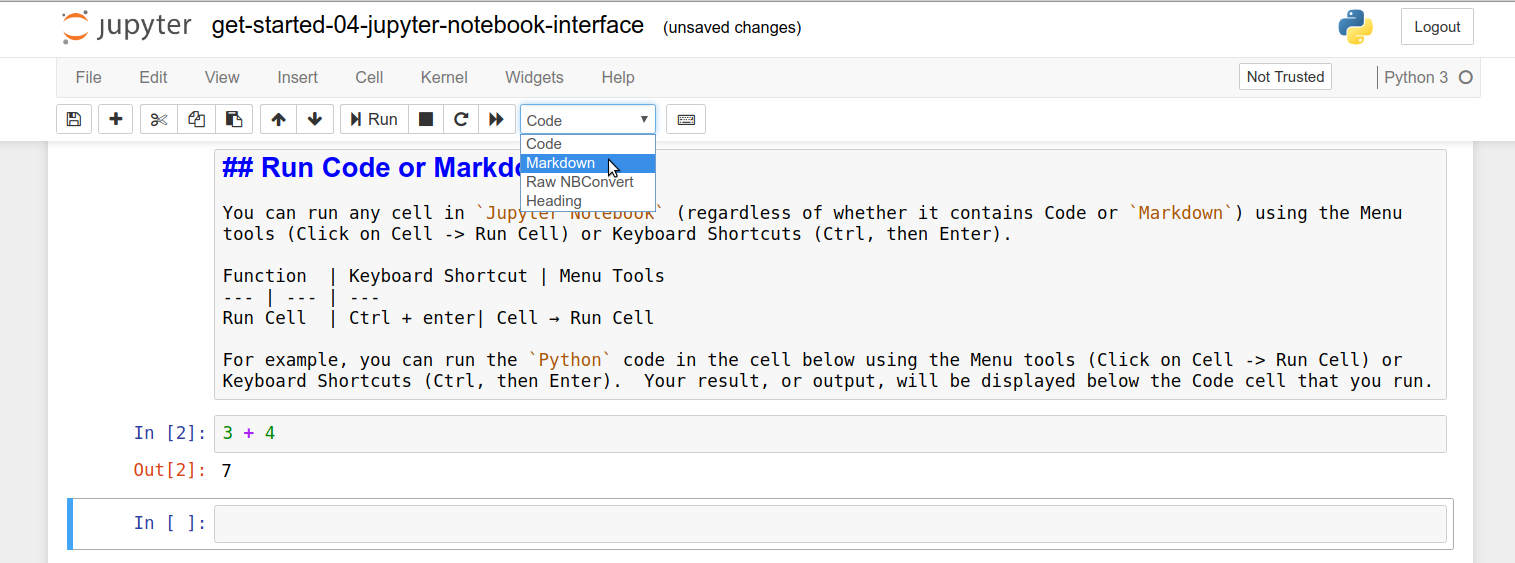 jupyter get-started-04-jupyter-notebook-interface (unsaved changes) Logout
File Edit View Insert Cell Kernel Widgets Help Not Trusted Python 3
Run Code
Code
Markdown
Raw NBConvert
Heading
## Run Code or
You can run any cell in `Jupyter Notebook` (regardless of whether it contains Code or `Markdown`) using the Menu
tools (Click on Cell -> Run Cell) or Keyboard Shortcuts (Ctrl, then Enter).
Function | Keyboard Shortcut | Menu Tools
--- | --- | ---
Run Cell | Ctrl + enter| Cell → Run Cell
For example, you can run the `Python` code in the cell below using the Menu tools (Click on Cell -> Run Cell) or
Keyboard Shortcuts (Ctrl, then Enter).  Your result, or output, will be displayed below the Code cell that you run.
In [2]: 3 + 4
Out[2]: 7
In [ ]: